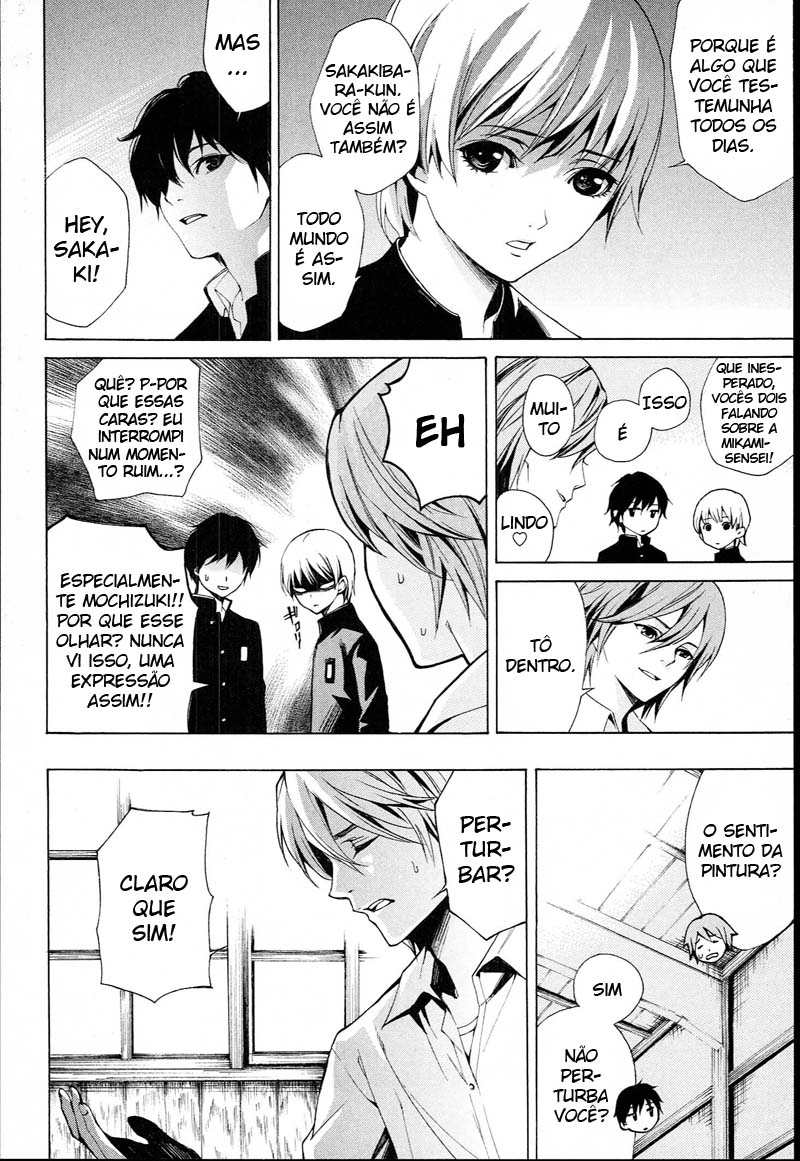 PORQUE É
ALGO QUE
VOCÊ TES-
TEMUNHA
TODOS OS
DIAS.
SAKAKIBA-
RA-KUN.
VOCÊ NÃO É
ASSIM
TAMBÉM?
TODO
MUNDO
É AS-
SIM.
MAS
...
HEY,
SAKA-
KI!
QUE INES-
PERADO,
VOCÊS DOIS
FALANDO
SOBRE A
MIKAMI-
SENSEI!
ISSO
É
MUI-
TO
LINDO
♡
TÔ
DENTRO.
EH
QUÊ? P-POR
QUE ESSAS
CARAS? EU
INTERROMPI
NUM MOMEN-
TO RUIM...?
ESPECIALMEN-
TE MOCHIZUKI!!
POR QUE ESSE
OLHAR? NUNCA
VI ISSO, UMA
EXPRESSÃO
ASSIM!!
ギロリ
O SENTI-
MENTO DA
PINTURA?
SIM
NÃO
PER-
TURBA
VOCÊ?
PER-
TUR-
BAR?
CLARO
QUE
SIM!